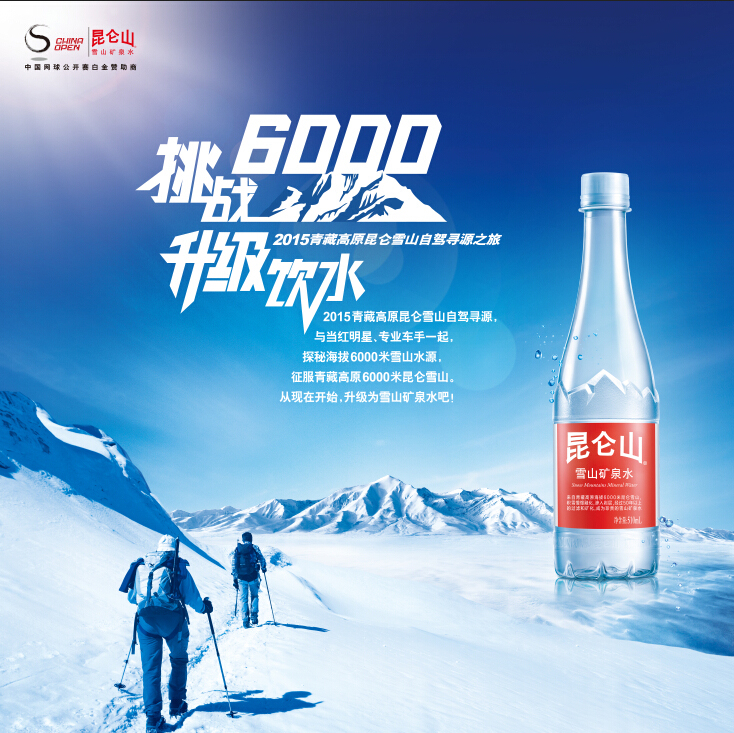 CHINA OPEN
昆仑山
雪山矿泉水
中国网球公开赛白金赞助商
挑战6000
2015青藏高原昆仑雪山自驾寻源之旅
升级饮水
2015青藏高原昆仑雪山自驾寻源，
与当红明星、专业车手一起，
探秘海拔6000米雪山水源，
征服青藏高原6000米昆仑雪山。
从现在开始，升级为雪山矿泉水吧！
昆仑山
雪山矿泉水
Snow Mountains Mineral Water
净含量:510mL